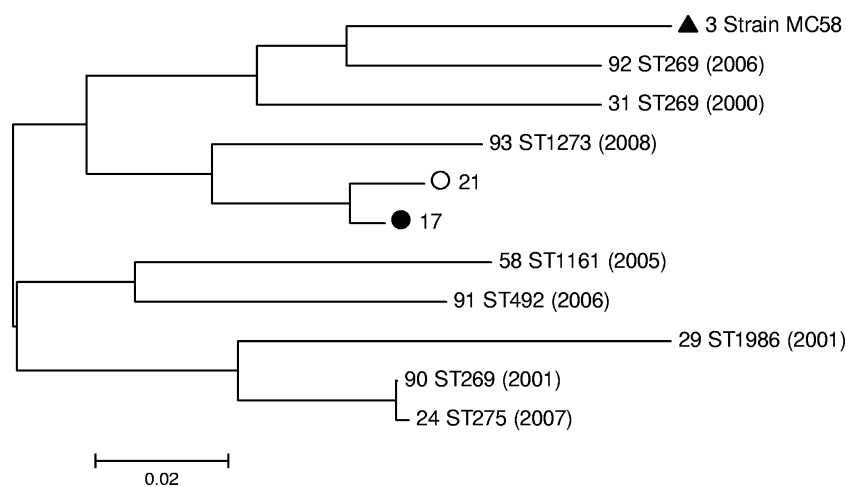 3 Strain MC58
92 ST269 (2006)
31 ST269 (2000)
93 ST1273 (2008)
21
17
58 ST1161 (2005)
91 ST492 (2006)
29 ST1986 (2001)
90 ST269 (2001)
24 ST275 (2007)
0.02